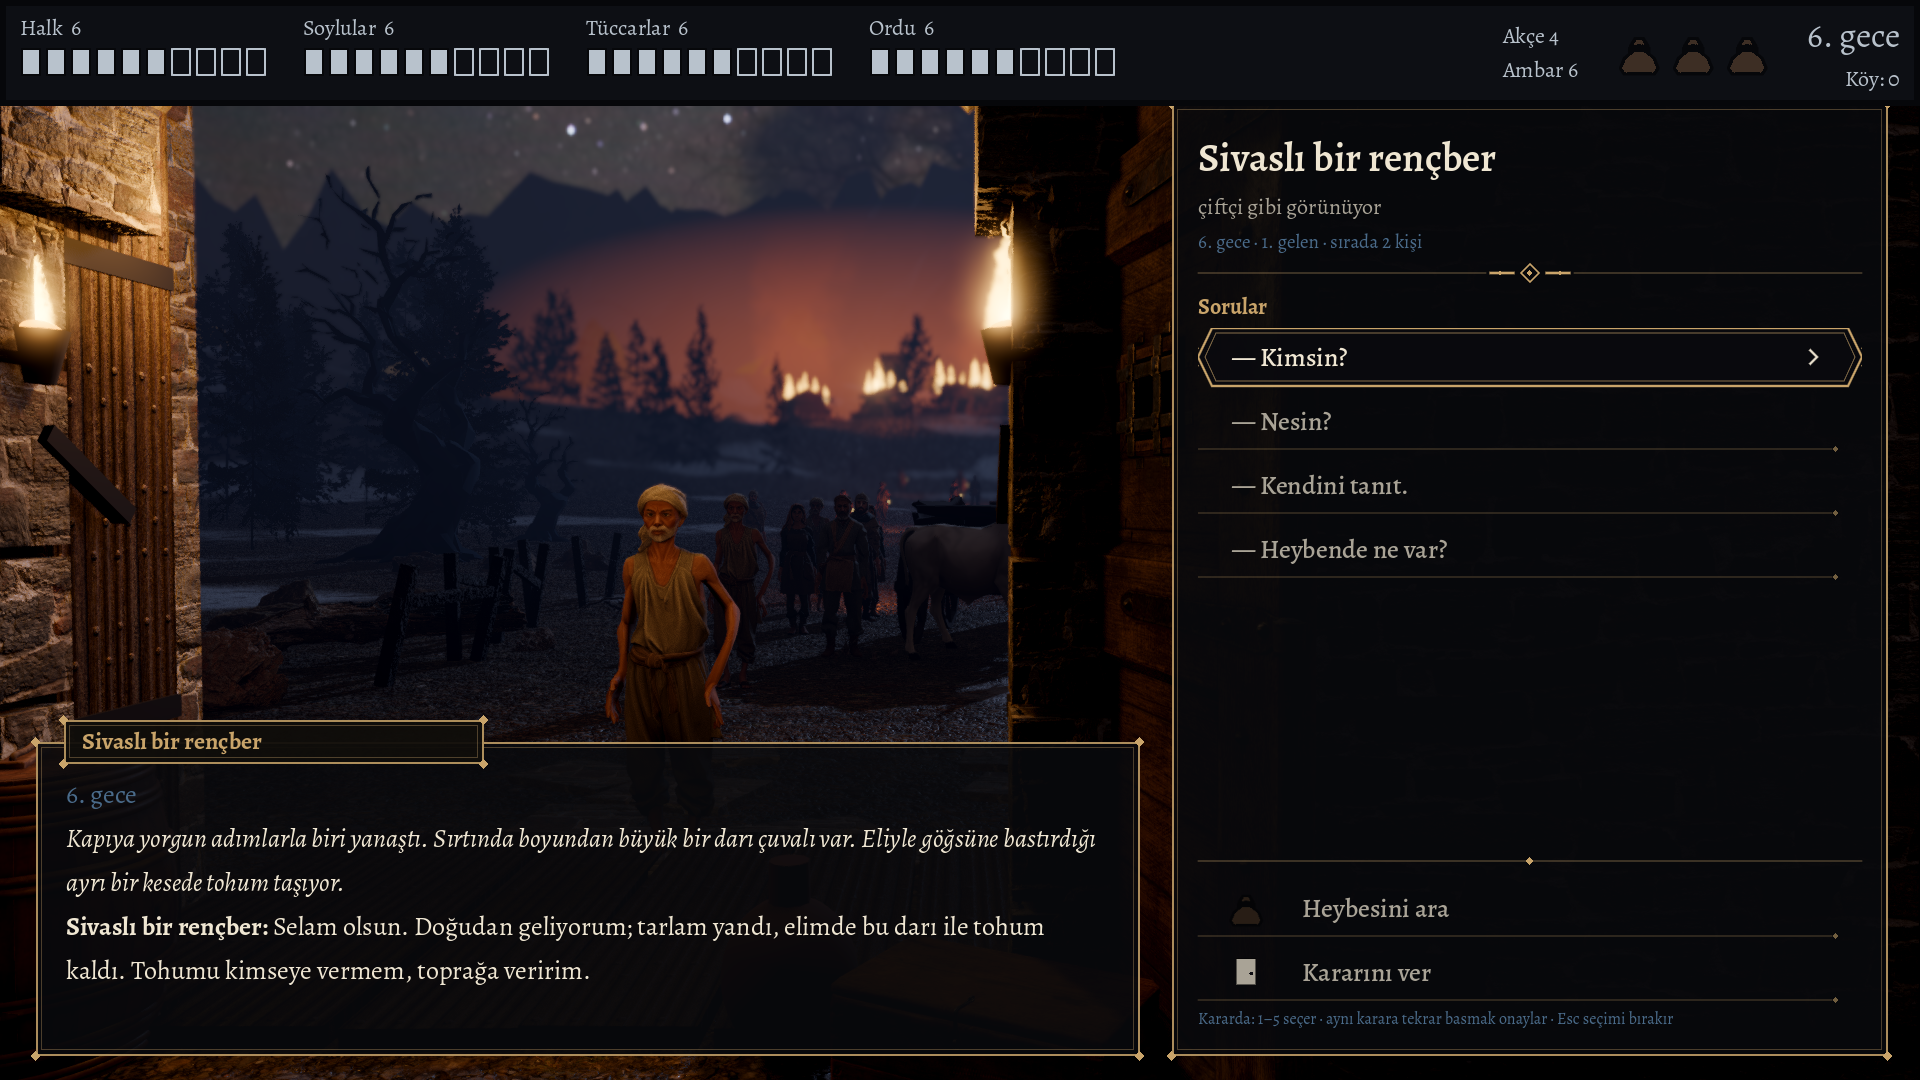 Halk 6
Soylular 6
Tüccarlar 6
Ordu 6
Akçe 4
Ambar 6
6. gece
Köy: 0
Sivaslı bir rençber
çiftçi gibi görünüyor
6. gece · 1. gelen · sırada 2 kişi
Sorular
— Kimsin?
— Nesin?
— Kendini tanıt.
— Heybende ne var?
Heybesini ara
Kararını ver
Kararda: 1–5 seçer · aynı karara tekrar basmak onaylar · Esc seçimi bırakır
Sivaslı bir rençber
6. gece
Kapıya yorgun adımlarla biri yanaştı. Sırtında boyundan büyük bir darı çuvalı var. Eliyle göğsüne bastırdığı
ayrı bir kesede tohum taşıyor.
Sivaslı bir rençber: Selam olsun. Doğudan geliyorum; tarlam yandı, elimde bu darı ile tohum
kaldı. Tohumu kimseye vermem, toprağa veririm.